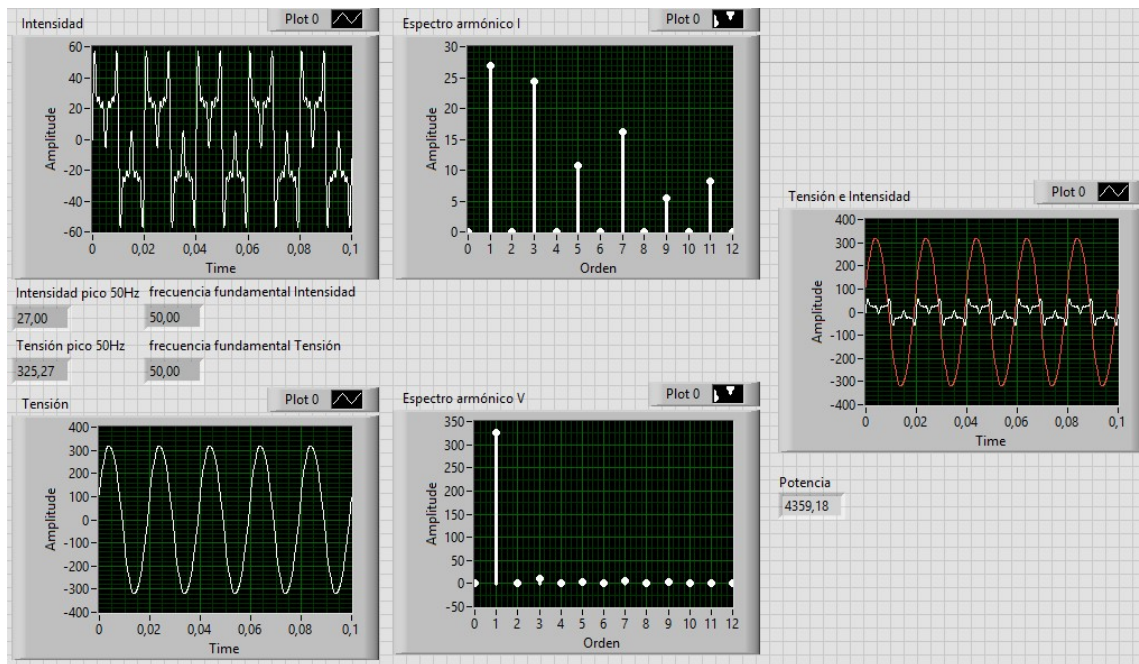 Intensidad
Plot 0
Amplitude
60
40
20
0
-20
-40
-60
0 0,02 0,04 0,06 0,08 0,1
Time
Espectro armónico I
Plot 0
Amplitude
30
25
20
15
10
5
0
0 1 2 3 4 5 6 7 8 9 10 11 12
Orden
Intensidad pico 50Hz frecuencia fundamental Intensidad
27,00 50,00
Tensión pico 50Hz frecuencia fundamental Tensión
325,27 50,00
Tensión
Plot 0
Amplitude
400
300
200
100
0
-100
-200
-300
-400
0 0,02 0,04 0,06 0,08 0,1
Time
Espectro armónico V
Plot 0
Amplitude
350
300
250
200
150
100
50
0
-50
0 1 2 3 4 5 6 7 8 9 10 11 12
Orden
Tensión e Intensidad
Plot 0
Amplitude
400
300
200
100
0
-100
-200
-300
-400
0 0,02 0,04 0,06 0,08 0,1
Time
Potencia
4359,18